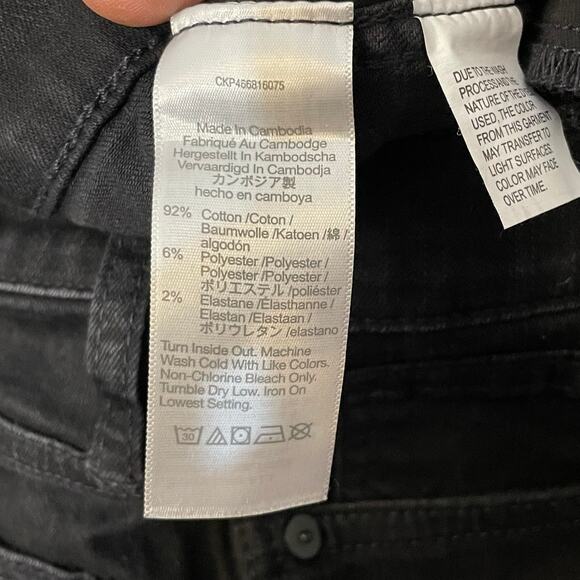 CKP466816075
Made In Cambodia
Fabriqué Au Cambodge
Hergestellt In Kambodscha
Vervaardigd In Cambodja
カンボジア製
hecho en camboya
92% Cotton /Coton /
Baumwolle /Katoen /綿 /
algodón
6% Polyester /Polyester /
Polyester /Polyester /
ポリエステル /poliéster
2% Elastane /Élasthanne /
Elastan /Elastaan /
ポリウレタン /elastano
Turn Inside Out. Machine
Wash Cold With Like Colors.
Non-Chlorine Bleach Only.
Tumble Dry Low. Iron On
Lowest Setting.
30
DUE TO THE WASH
PROCESS AND THE
NATURE OF THE DYES
USED, THE COLOR
FROM THIS GARMENT
MAY TRANSFER TO
LIGHT SURFACES.
COLOR MAY FADE
OVER TIME.